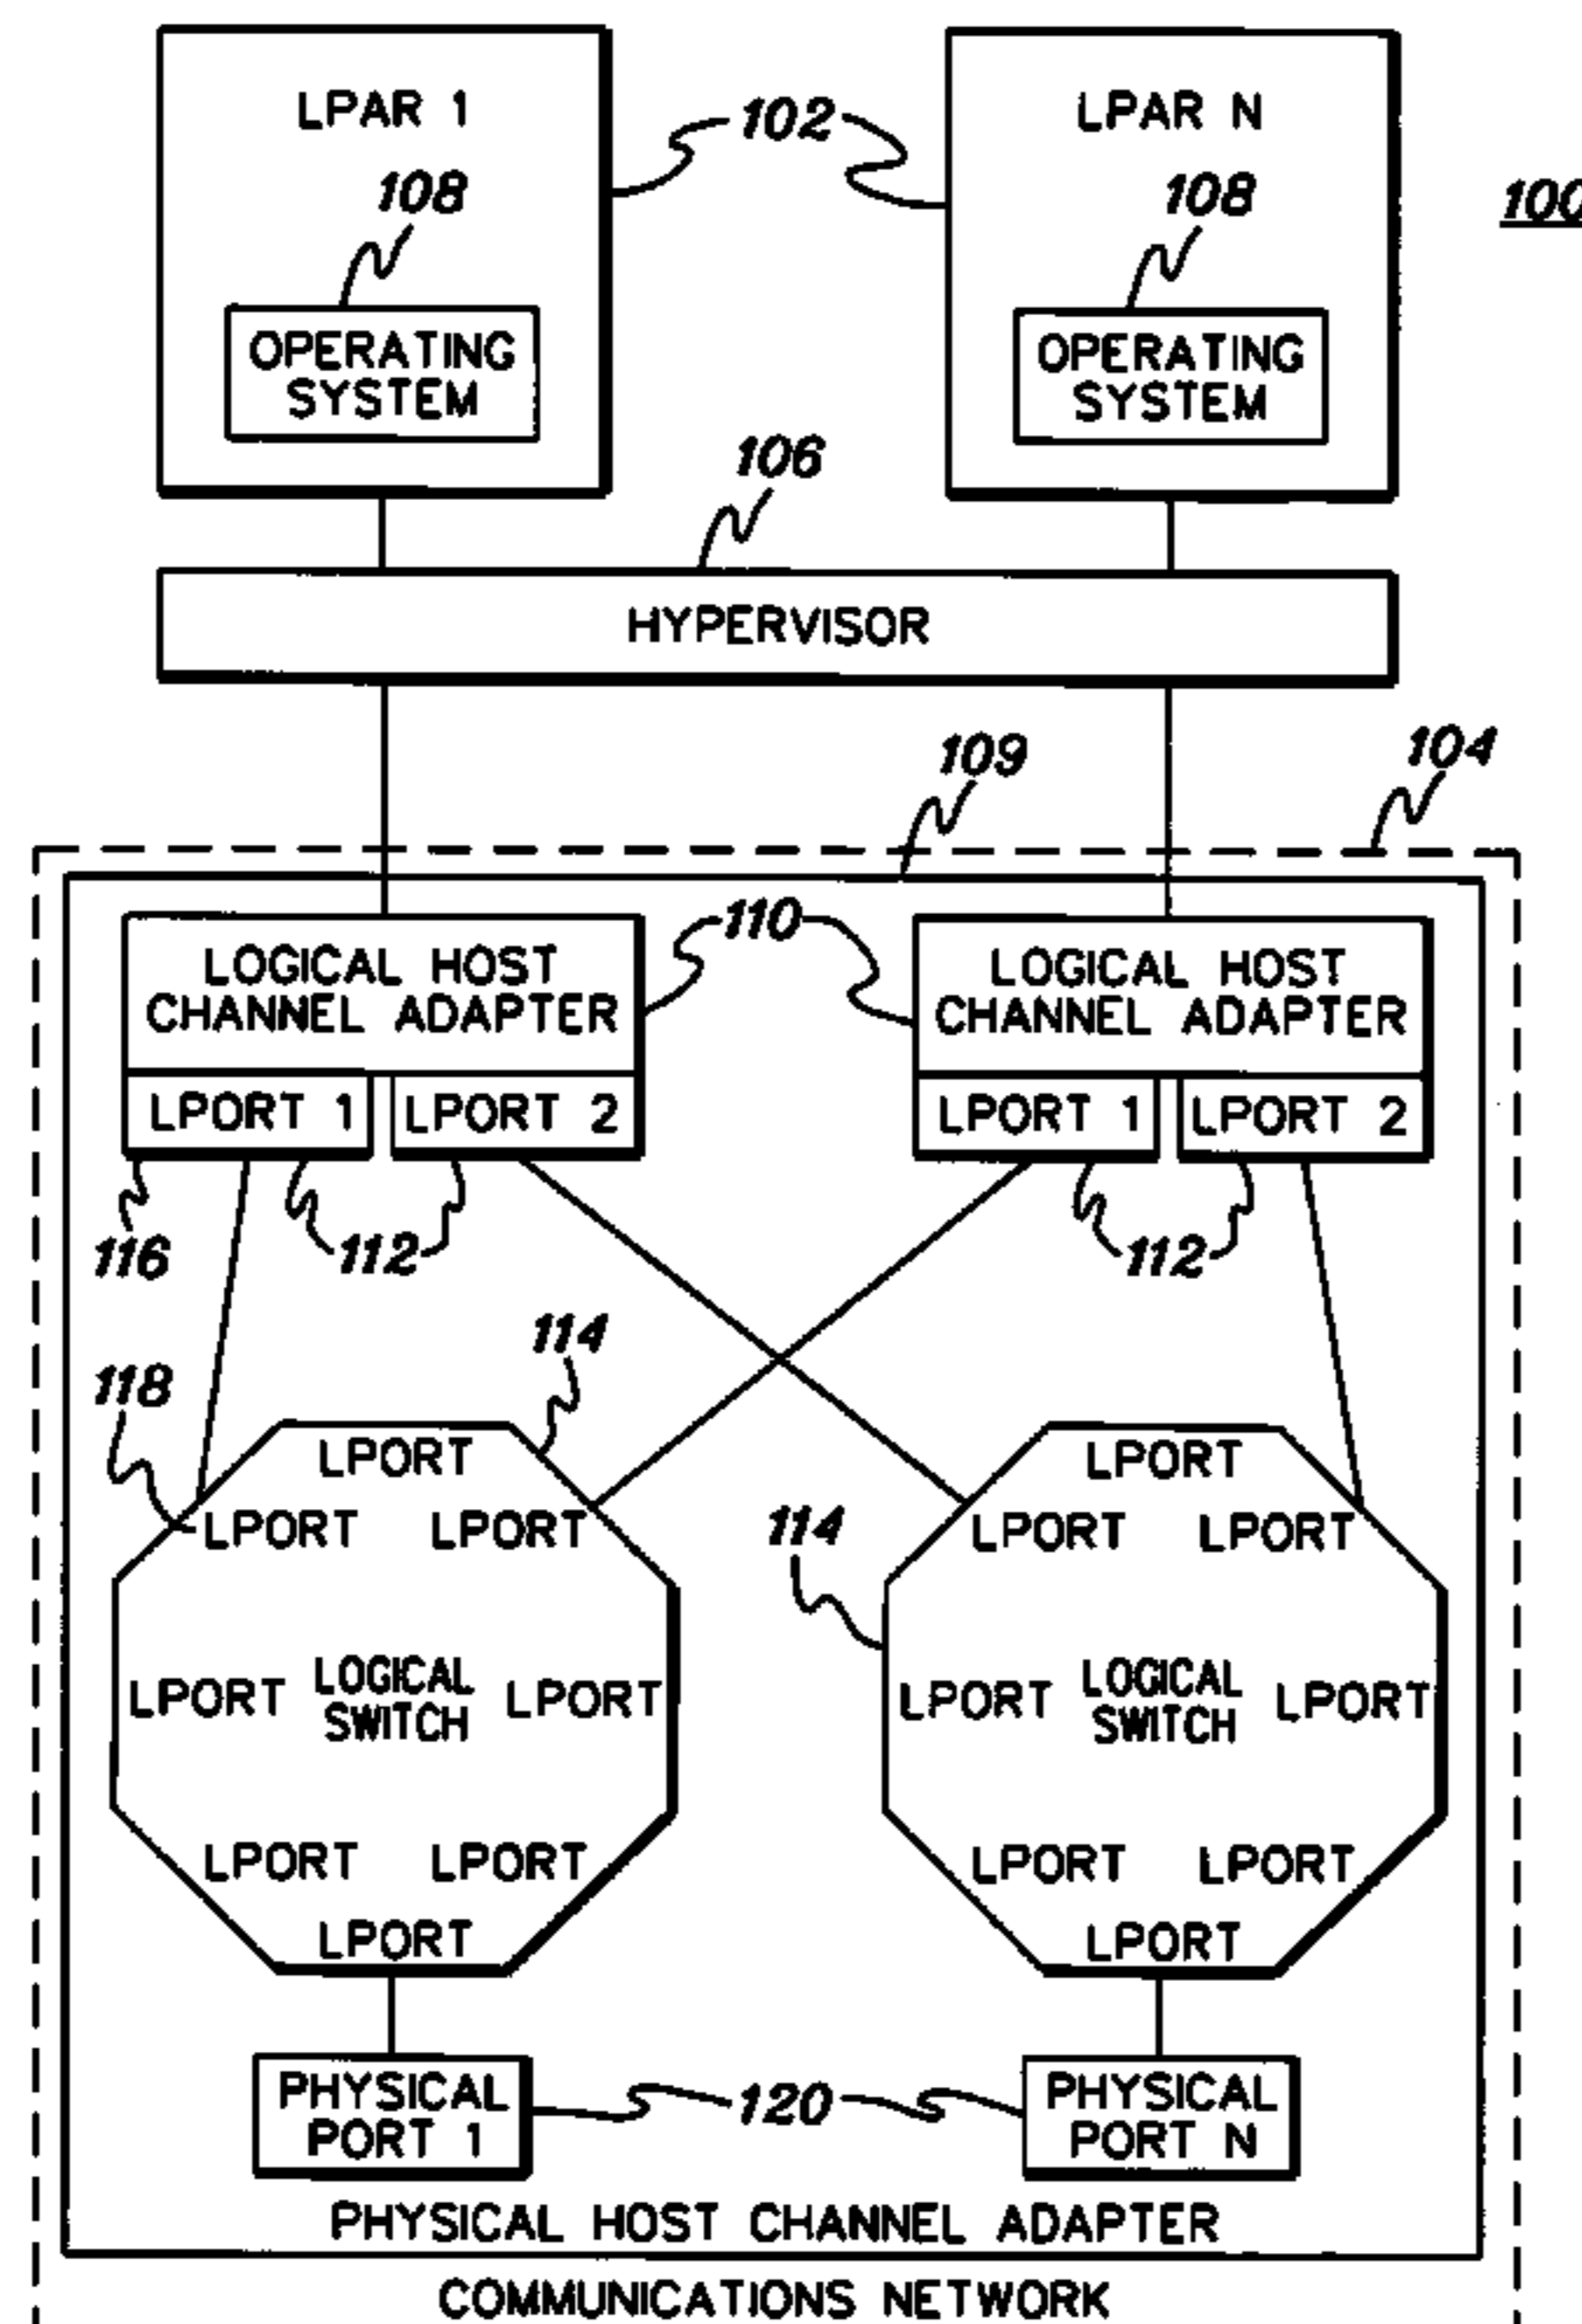 LPAR 1
102
LPAR N
108
108
100
OPERATING
SYSTEM
OPERATING
SYSTEM
106
HYPERVISOR
109
104
110
LOGICAL HOST
CHANNEL ADAPTER
LOGICAL HOST
CHANNEL ADAPTER
LPORT 1
LPORT 2
LPORT 1
LPORT 2
116
112
112
114
118
LPORT
LPORT
LPORT
LPORT
LPORT
LPORT
LPORT
114
LPORT
LOGICAL
SWITCH
LPORT
LPORT
LOGICAL
SWITCH
LPORT
LPORT
LPORT
LPORT
LPORT
LPORT
LPORT
PHYSICAL
PORT 1
120
PHYSICAL
PORT N
PHYSICAL HOST CHANNEL ADAPTER
COMMUNICATIONS NETWORK